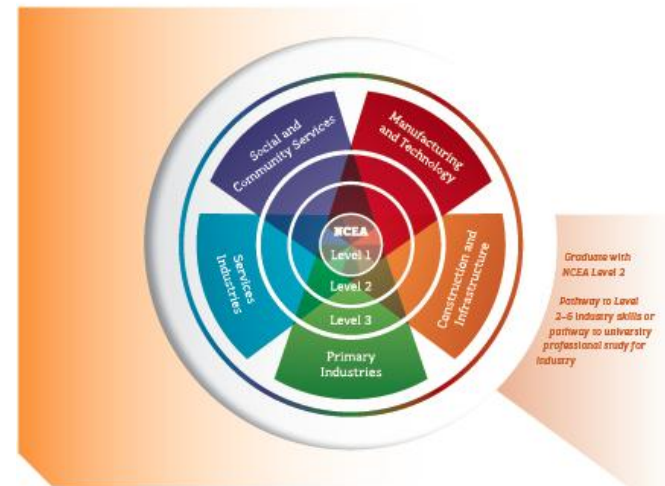 Social and
Community Services
Manufacturing
and Technology
NCEA
Level 1
Level 2
Level 3
Services
Industries
Construction and
Infrastructure
Primary
Industries
Graduate with
NCEA Level 2
Pathway to Level
2–6 industry skills or
pathway to university
professional study for
industry